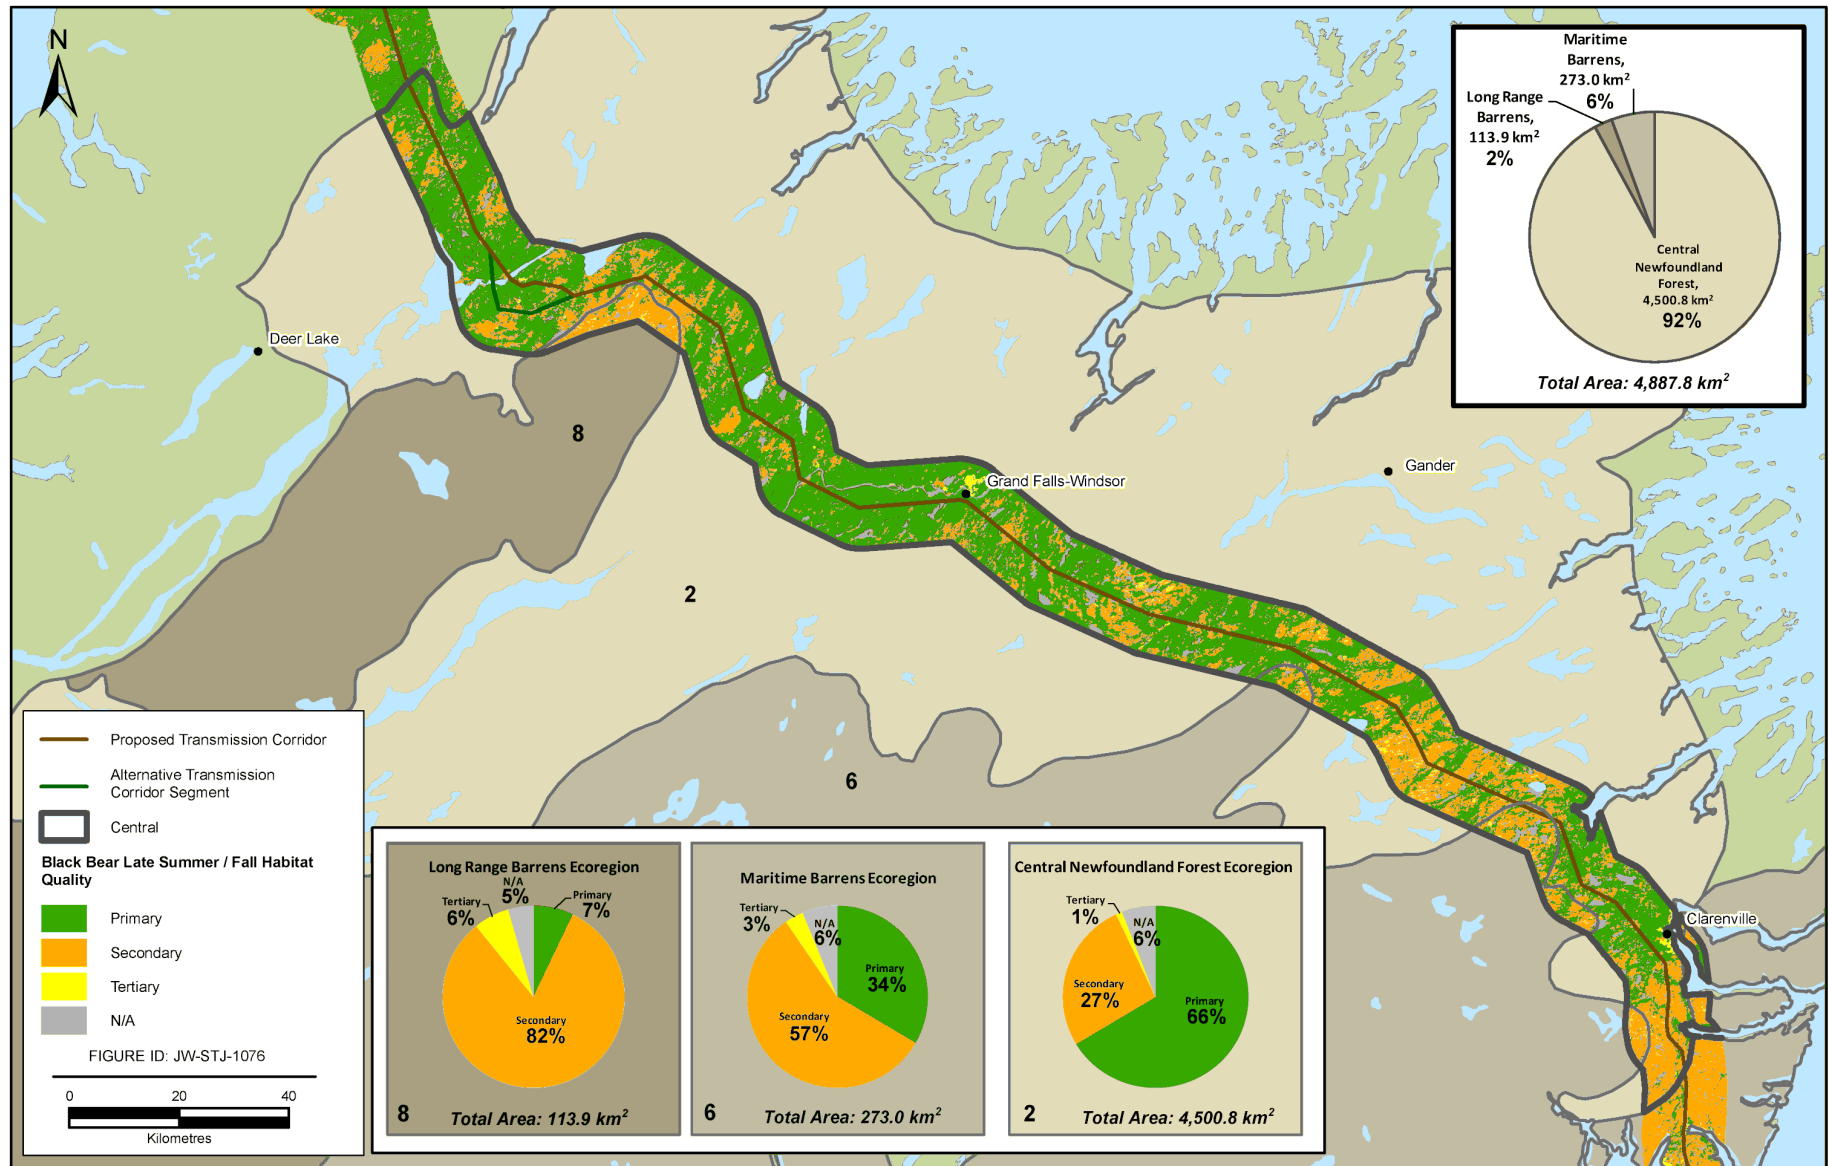 N
Maritime
Barrens,
273.0 km²
6%
Long Range
Barrens,
113.9 km²
2%
Central
Newfoundland
Forest,
4,500.8 km²
92%
Total Area: 4,887.8 km²
Deer Lake
8
Grand Falls-Windsor
Gander
2
6
Clarenville
Proposed Transmission Corridor
Alternative Transmission
Corridor Segment
Central
Black Bear Late Summer / Fall Habitat
Quality
Primary
Secondary
Tertiary
N/A
FIGURE ID: JW-STJ-1076
0 20 40
Kilometres
Long Range Barrens Ecoregion
N/A
5%
Tertiary
6%
Primary
7%
Secondary
82%
8
Total Area: 113.9 km²
Maritime Barrens Ecoregion
Tertiary
3%
N/A
6%
Primary
34%
Secondary
57%
6
Total Area: 273.0 km²
Central Newfoundland Forest Ecoregion
Tertiary
1%
N/A
6%
Secondary
27%
Primary
66%
2
Total Area: 4,500.8 km²